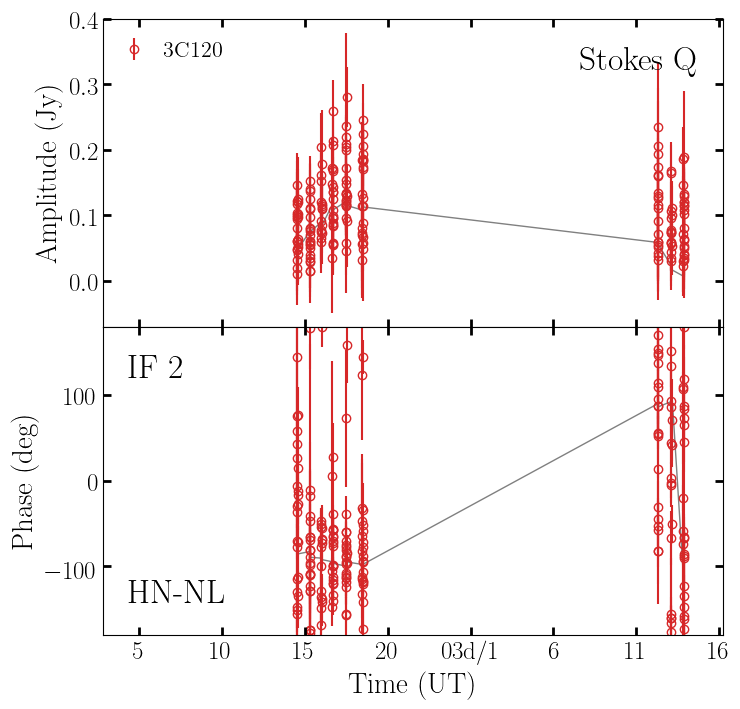 0.4
3C120
Stokes Q
0.3
0.2
0.1
0.0
Amplitude (Jy)
IF 2
100
0
−100
Phase (deg)
HN-NL
5 10 15 20 03d/1 6 11 16
Time (UT)